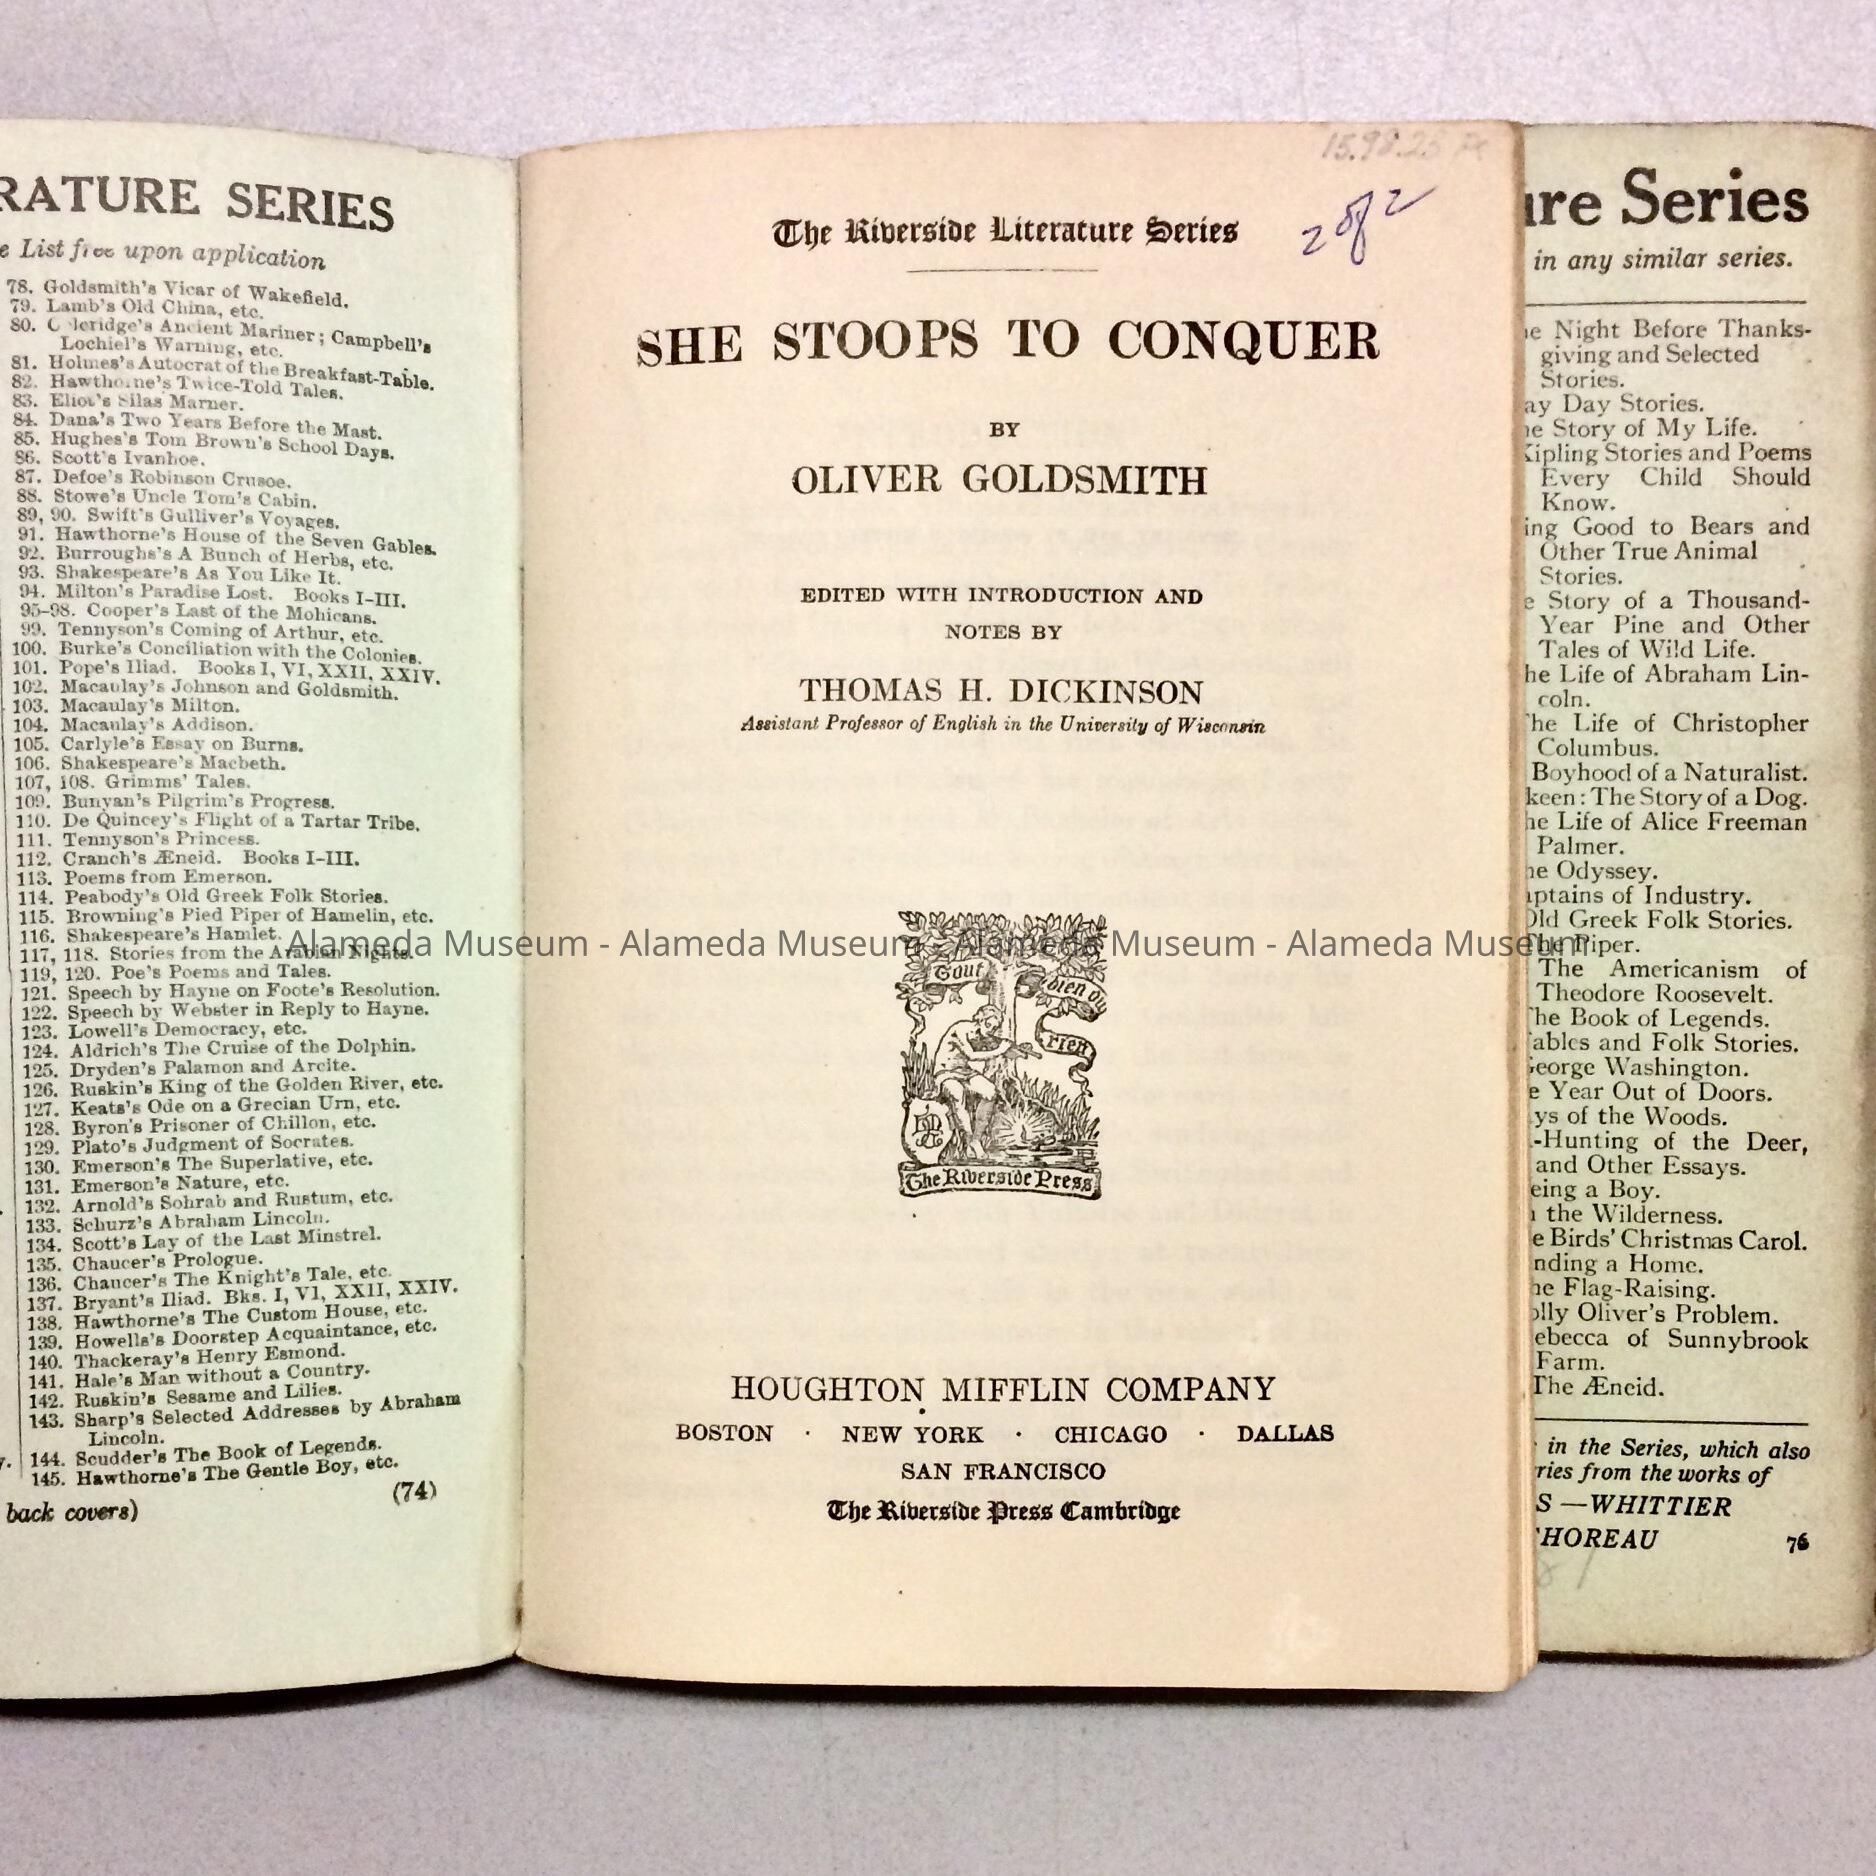 RATURE SERIES
List free upon application
78. Goldsmith's Vicar of Wakefield.
79. Lamb's Old China, etc.
80. Coleridge's Ancient Mariner; Campbell's
Lochiel's Warning, etc.
81. Holmes's Autocrat of the Breakfast-Table.
82. Hawthorne's Twice-Told Tales.
83. Eliot's Silas Marner.
84. Dana's Two Years Before the Mast.
85. Hughes's Tom Brown's School Days.
86. Scott's Ivanhoe.
87. Defoe's Robinson Crusoe.
88. Stowe's Uncle Tom's Cabin.
89, 90. Swift's Gulliver's Voyages.
91. Hawthorne's House of the Seven Gables.
92. Burroughs's A Bunch of Herbs, etc.
93. Shakespeare's As You Like It.
94. Milton's Paradise Lost. Books I-III.
95-98. Cooper's Last of the Mohicans.
99. Tennyson's Coming of Arthur, etc.
100. Burke's Conciliation with the Colonies.
101. Pope's Iliad. Books I, VI, XXII, XXIV.
102. Macaulay's Johnson and Goldsmith.
103. Macaulay's Milton.
104. Macaulay's Addison.
105. Carlyle's Essay on Burns.
106. Shakespeare's Macbeth.
107, 108. Grimms' Tales.
109. Bunyan's Pilgrim's Progress.
110. De Quincey's Flight of a Tartar Tribe.
111. Tennyson's Princess.
112. Cranch's Æneid. Books I-III.
113. Poems from Emerson.
114. Peabody's Old Greek Folk Stories.
115. Browning's Pied Piper of Hamelin, etc.
116. Shakespeare's Hamlet.
117, 118. Stories from the Arabian Nights.
119, 120. Poe's Poems and Tales.
121. Speech by Hayne on Foote's Resolution.
122. Speech by Webster in Reply to Hayne.
123. Lowell's Democracy, etc.
124. Aldrich's The Cruise of the Dolphin.
125. Dryden's Palamon and Arcite.
126. Ruskin's King of the Golden River, etc.
127. Keats's Ode on a Grecian Urn, etc.
128. Byron's Prisoner of Chillon, etc.
129. Plato's Judgment of Socrates.
130. Emerson's The Superlative, etc.
131. Emerson's Nature, etc.
132. Arnold's Sohrab and Rustum, etc.
133. Schurz's Abraham Lincoln.
134. Scott's Lay of the Last Minstrel.
135. Chaucer's Prologue.
136. Chaucer's The Knight's Tale, etc.
137. Bryant's Iliad. Bks. I, VI, XXII, XXIV.
138. Hawthorne's The Custom House, etc.
139. Howells's Doorstep Acquaintance, etc.
140. Thackeray's Henry Esmond.
141. Hale's Man without a Country.
142. Ruskin's Sesame and Lilies.
143. Sharp's Selected Addresses by Abraham
Lincoln.
144. Scudder's The Book of Legends.
145. Hawthorne's The Gentle Boy, etc.
(74)
back covers)
2 of 2
The Riverside Literature Series
SHE STOOPS TO CONQUER
BY
OLIVER GOLDSMITH
EDITED WITH INTRODUCTION AND
NOTES BY
THOMAS H. DICKINSON
Assistant Professor of English in the University of Wisconsin
Tout
bien ou
rien
The Riverside Press
HOUGHTON MIFFLIN COMPANY
BOSTON · NEW YORK · CHICAGO · DALLAS
SAN FRANCISCO
The Riverside Press Cambridge
ure Series
in any similar series.
Night Before Thanks-
giving and Selected
Stories.
Day Stories.
Story of My Life.
Kipling Stories and Poems
Every Child Should
Know.
Good to Bears and
Other True Animal
Stories.
Story of a Thousand-
Year Pine and Other
Tales of Wild Life.
he Life of Abraham Lin-
coln.
The Life of Christopher
Columbus.
Boyhood of a Naturalist.
keen: The Story of a Dog.
he Life of Alice Freeman
Palmer.
Odyssey.
aptains of Industry.
Old Greek Folk Stories.
The Piper.
The Americanism of
Theodore Roosevelt.
The Book of Legends.
ables and Folk Stories.
George Washington.
Year Out of Doors.
ys of the Woods.
-Hunting of the Deer,
and Other Essays.
eing a Boy.
the Wilderness.
Birds' Christmas Carol.
nding a Home.
Flag-Raising.
olly Oliver's Problem.
ebecca of Sunnybrook
Farm.
The Æneid.
in the Series, which also
ries from the works of
S—WHITTIER
HOREAU
76
Alameda Museum - Alameda Museum - Alameda Museum - Alameda Museum